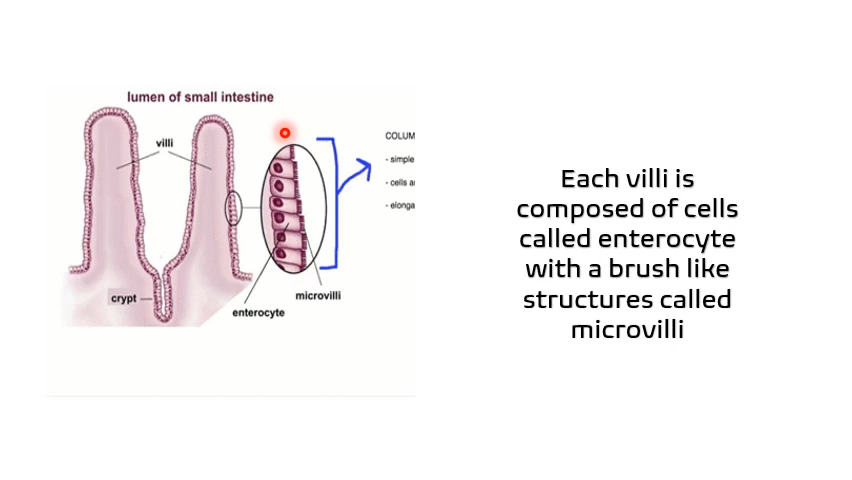 lumen of small intestine
villi
COLUM
- simple
- cells a
- elonga
microvilli
crypt
enterocyte
Each villi is
composed of cells
called enterocyte
with a brush like
structures called
microvilli